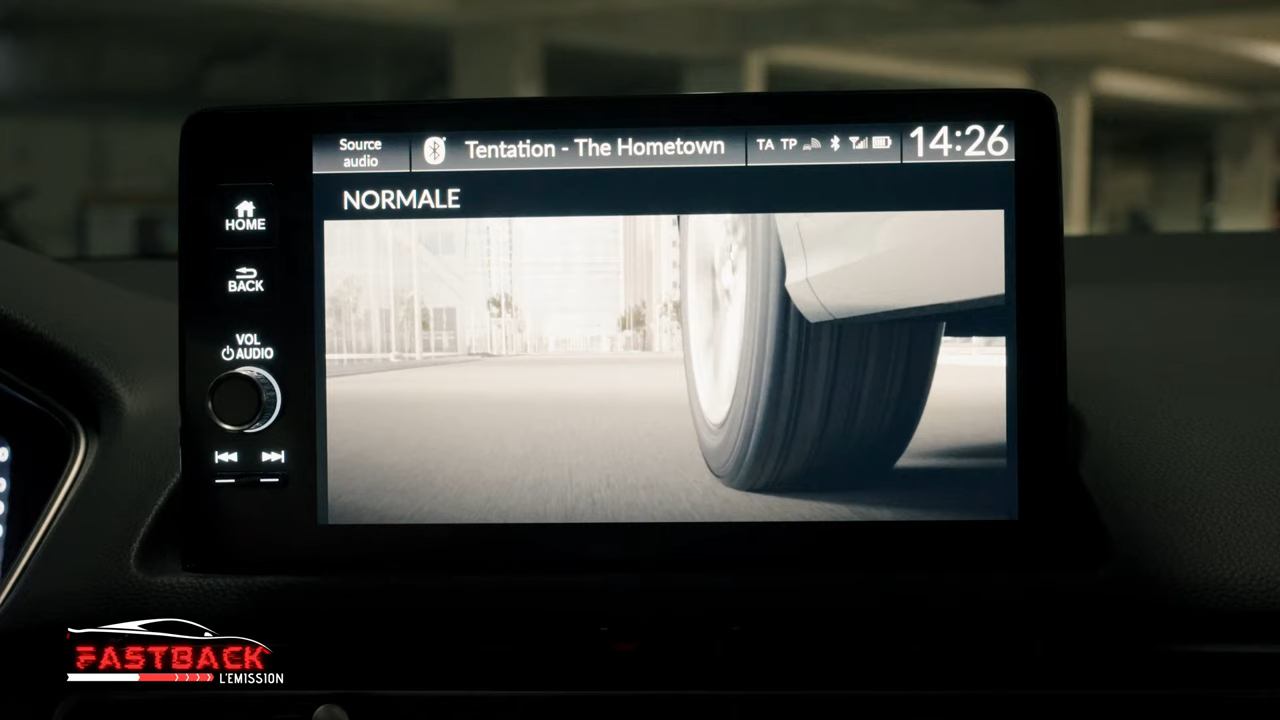 Source
audio
Tentation - The Hometown
TA TP
14:26
NORMALE
HOME
BACK
VOL
AUDIO
FASTBACK
L'EMISSION